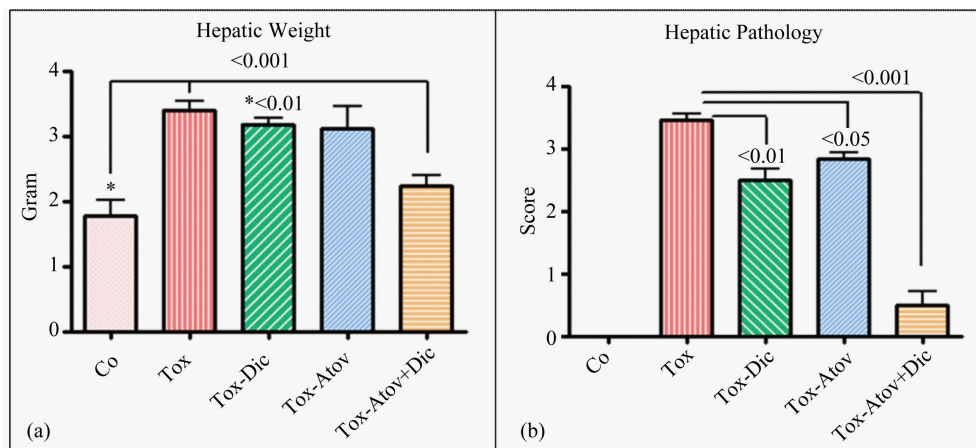 Hepatic Weight
<0.001
4
*<0.01
3
*
2
1
0
Gram
Co
Tox
Tox-Dic
Tox-Atov
Tox-Atov+Dic
(a)
Hepatic Pathology
<0.001
4
<0.05
<0.01
3
2
1
0
Score
Co
Tox
Tox-Dic
Tox-Atov
Tox-Atov+Dic
(b)